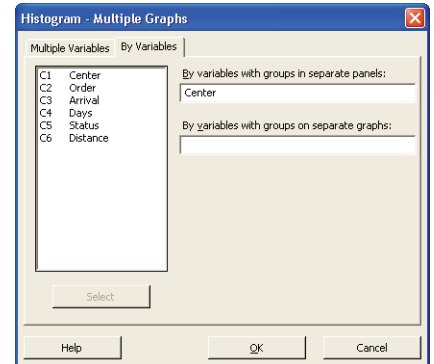 Histogram - Multiple Graphs
Multiple Variables By Variables
C1 Center
C2 Order
C3 Arrival
C4 Days
C5 Status
C6 Distance
By variables with groups in separate panels:
Center
By variables with groups on separate graphs:
Select
Help OK Cancel